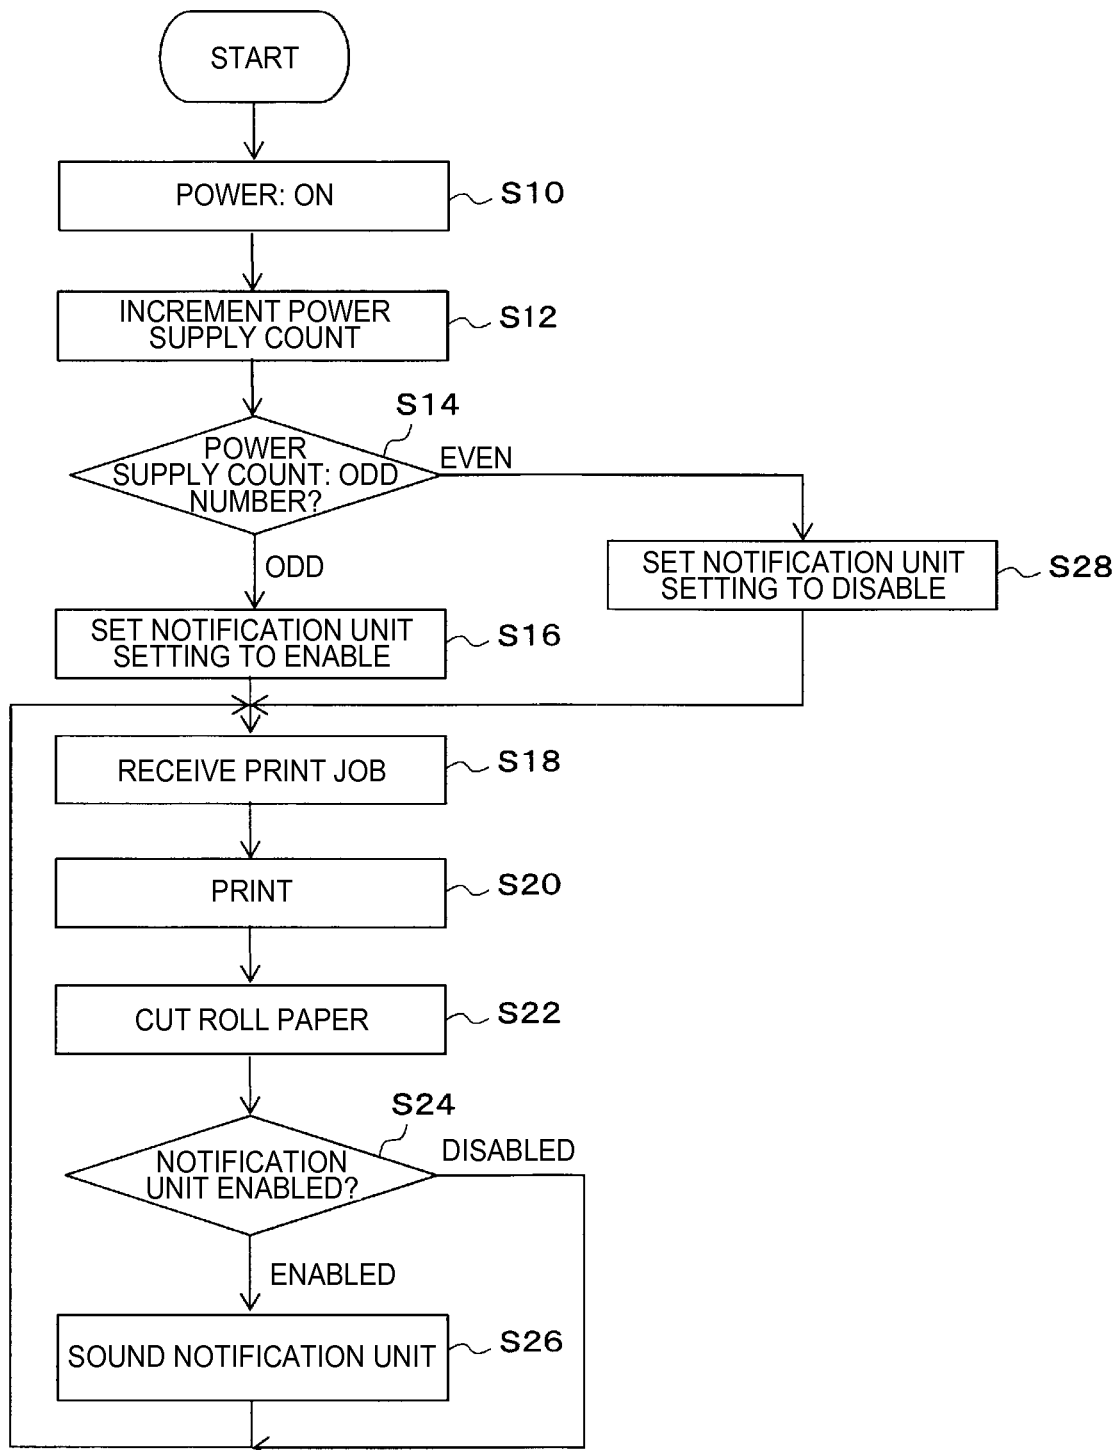 START
POWER: ON
S10
INCREMENT POWER
SUPPLY COUNT
S12
S14
POWER
SUPPLY COUNT: ODD
NUMBER?
EVEN
ODD
SET NOTIFICATION UNIT
SETTING TO DISABLE
S28
SET NOTIFICATION UNIT
SETTING TO ENABLE
S16
RECEIVE PRINT JOB
S18
PRINT
S20
CUT ROLL PAPER
S22
S24
NOTIFICATION
UNIT ENABLED?
DISABLED
ENABLED
SOUND NOTIFICATION UNIT
S26